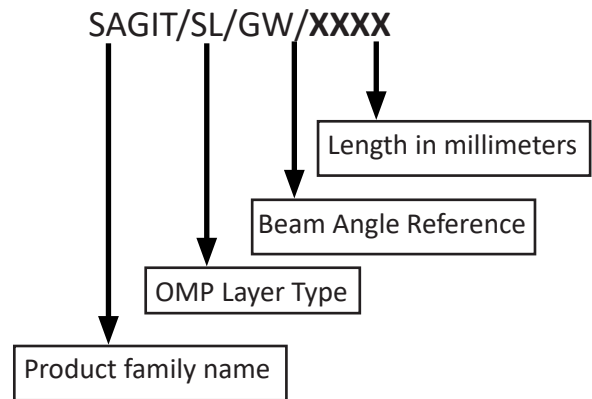 SAGIT/SL/GW/XXXX
Length in millimeters
Beam Angle Reference
OMP Layer Type
Product family name